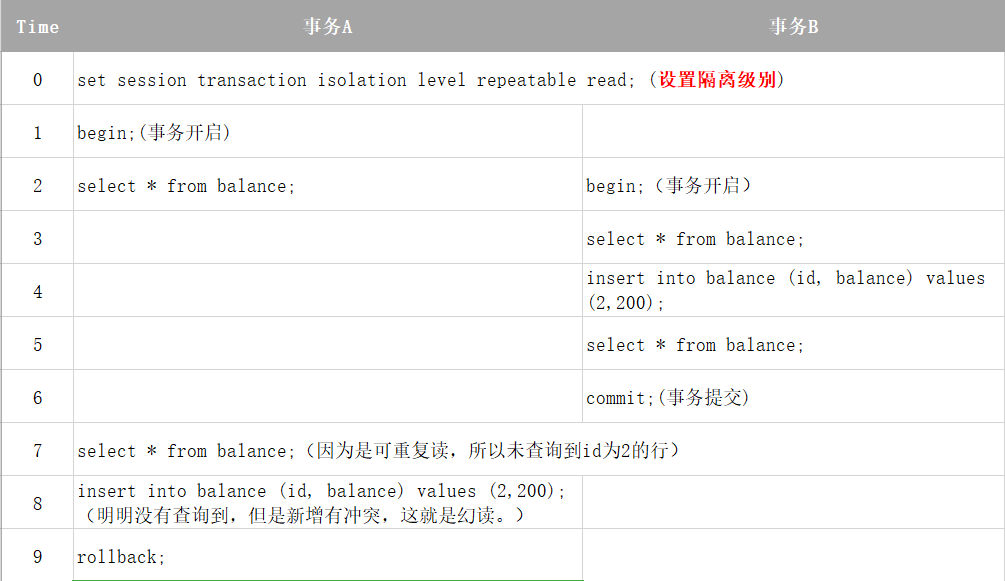 Time 事务A 事务B
0 set session transaction isolation level repeatable read; (设置隔离级别)
1 begin;(事务开启)
2 select * from balance; begin;（事务开启）
3 select * from balance;
4 insert into balance (id, balance) values
(2,200);
5 select * from balance;
6 commit;(事务提交)
7 select * from balance;（因为是可重复读，所以未查询到id为2的行）
8 insert into balance (id, balance) values (2,200);
（明明没有查询到，但是新增有冲突，这就是幻读。）
9 rollback;